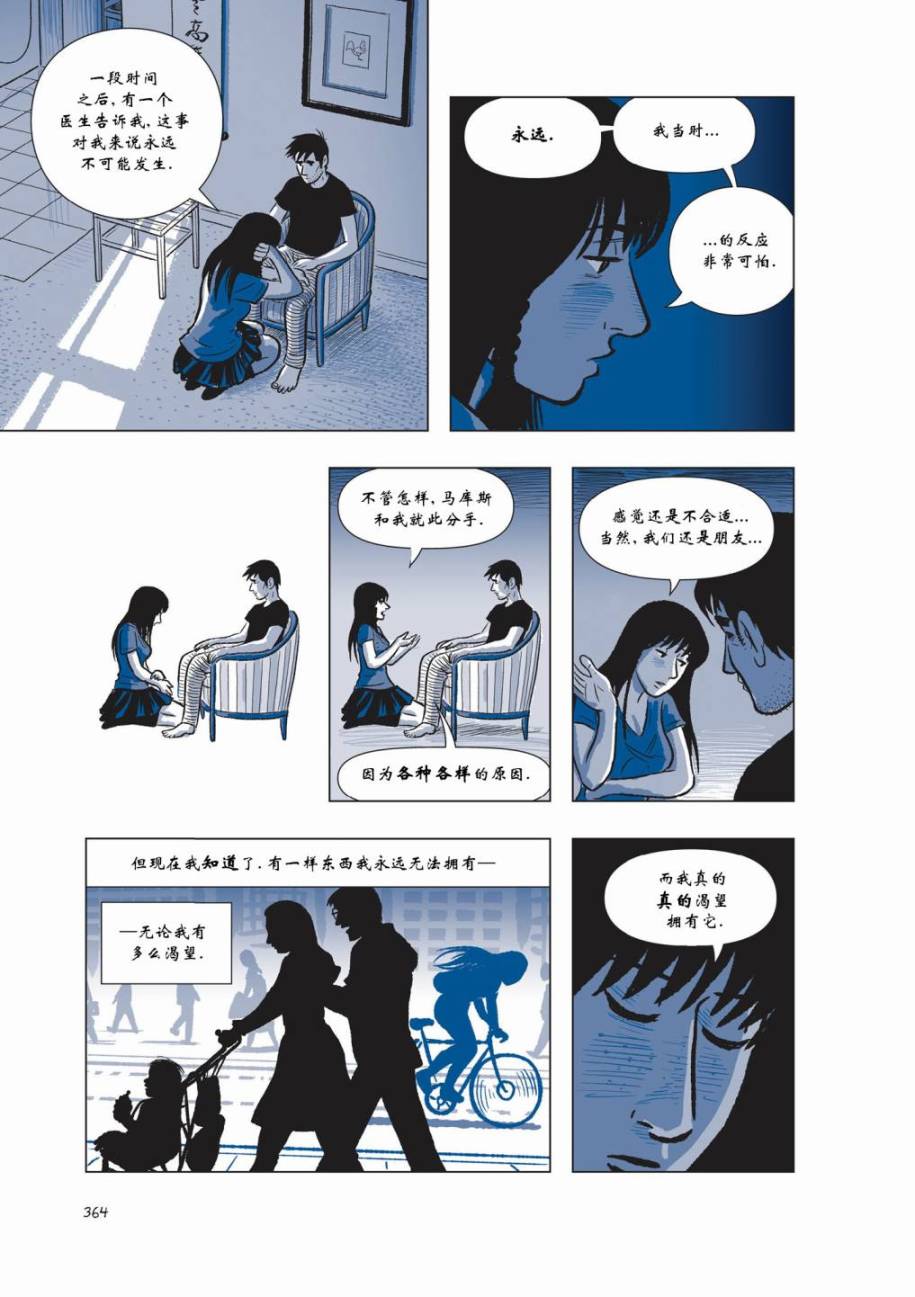 高
一段时间
之后, 有一个
医生告诉我, 这事
对我来说永远
不可能发生.
永远.
我当时...
...的反应
非常可怕.
不管怎样, 马库斯
和我就此分手.
因为各种各样的原因.
感觉还是不合适...
当然, 我们还是朋友...
但现在我知道了. 有一样东西我永远无法拥有—
—无论我有
多么渴望.
而我真的
真的渴望
拥有它.
364